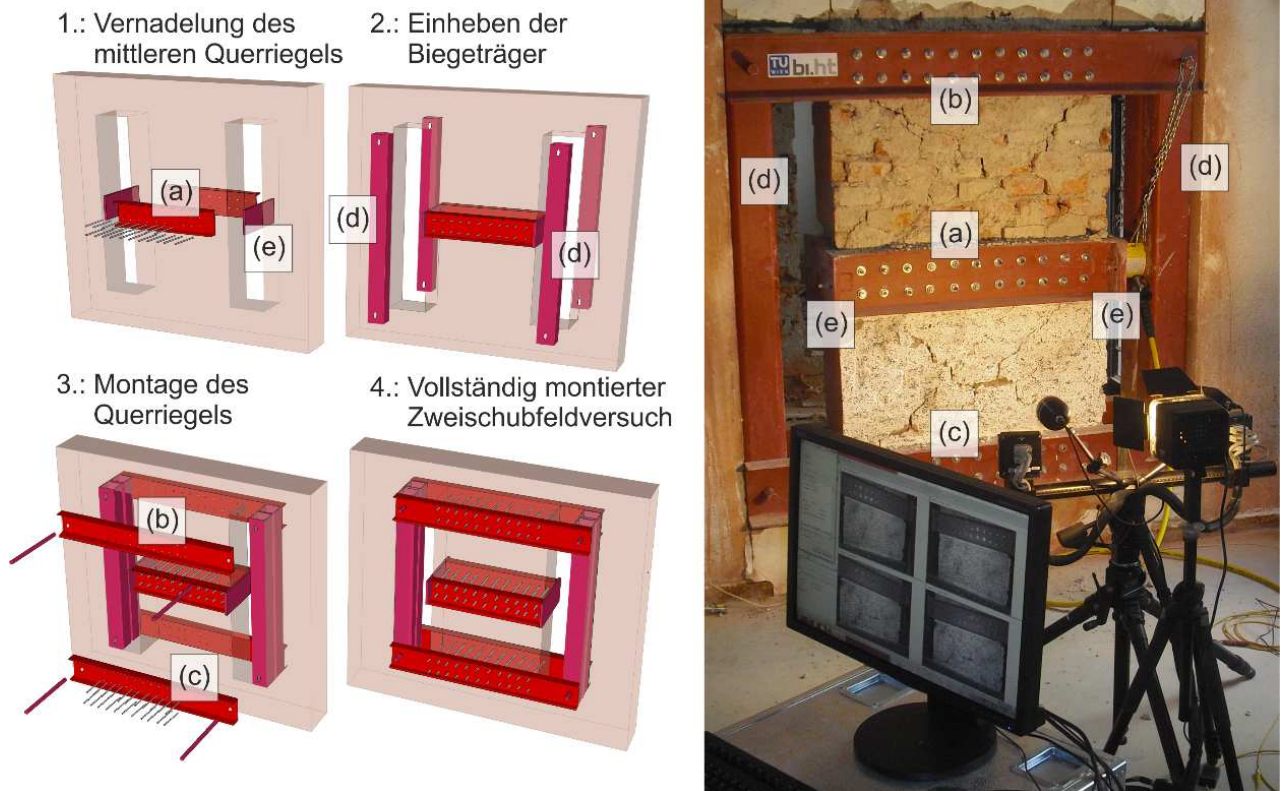 1.: Vernadelung des
mittleren Querriegels
(a)
(e)
2.: Einheben der
Biegeträger
(d)
(d)
3.: Montage des
Querriegels
(b)
(c)
4.: Vollständig montierter
Zweischubfeldversuch
TU
WIEN
bi.ht
(b)
(d)
(d)
(a)
(e)
(e)
(c)